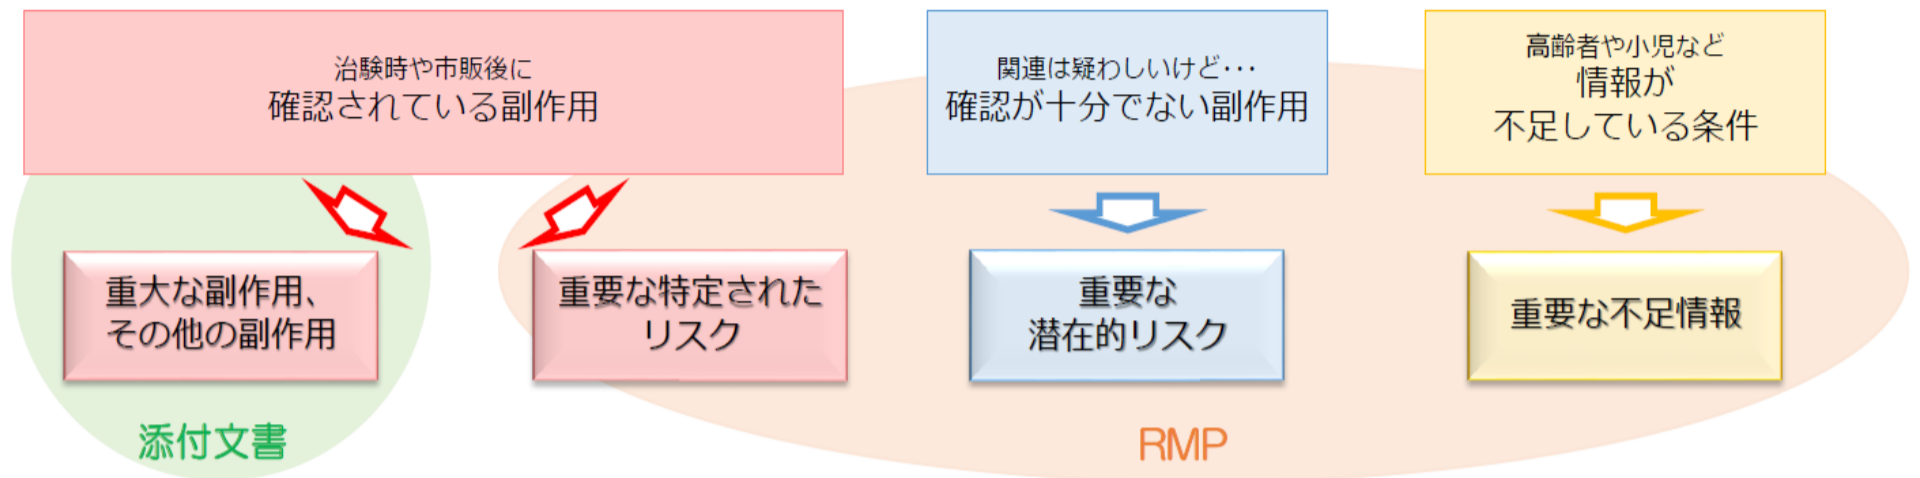 治験時や市販後に
確認されている副作用
関連は疑わしいけど･･･
確認が十分でない副作用
高齢者や小児など
情報が
不足している条件
重大な副作用、
その他の副作用
重要な特定された
リスク
重要な
潜在的リスク
重要な不足情報
添付文書
RMP